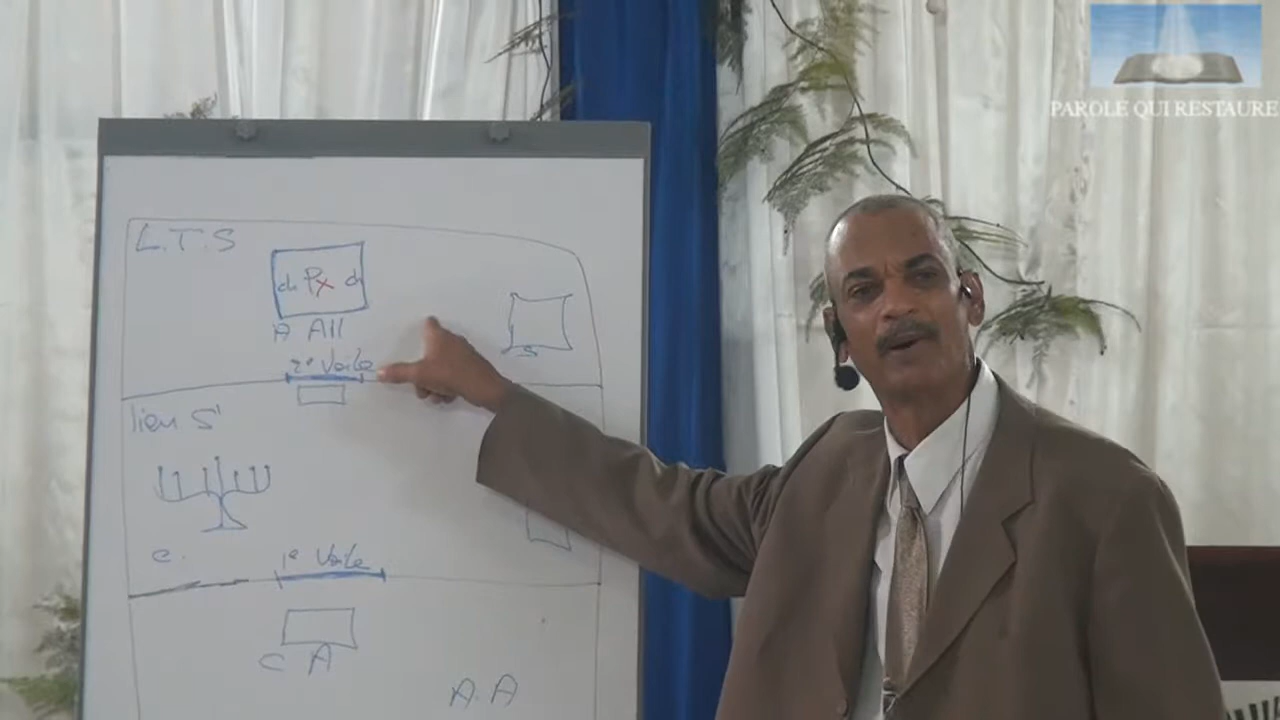 PAROLE QUI RESTAURE
L.T.S
A All
2e Voile
lieu S'
e.
1e Voile
C A
A.A